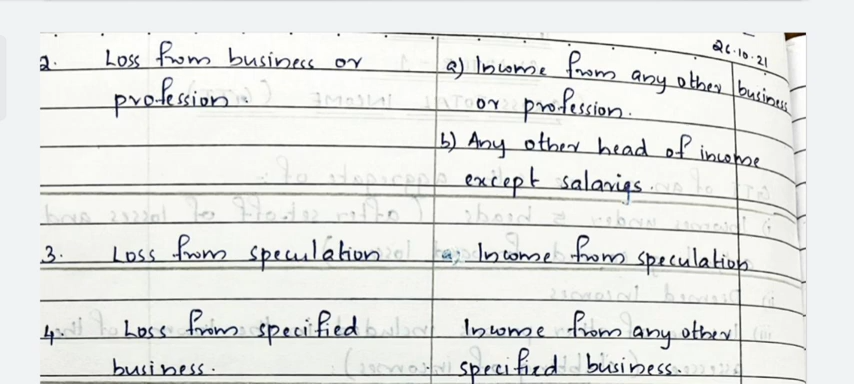 26.10.21
2. Loss from business or
profession.
a) Income from any other business
or profession.
b) Any other head of income
except salaries.
3. Loss from speculation
a) Income from speculation
4. Loss from specified
business.
Income from any other
specified business.